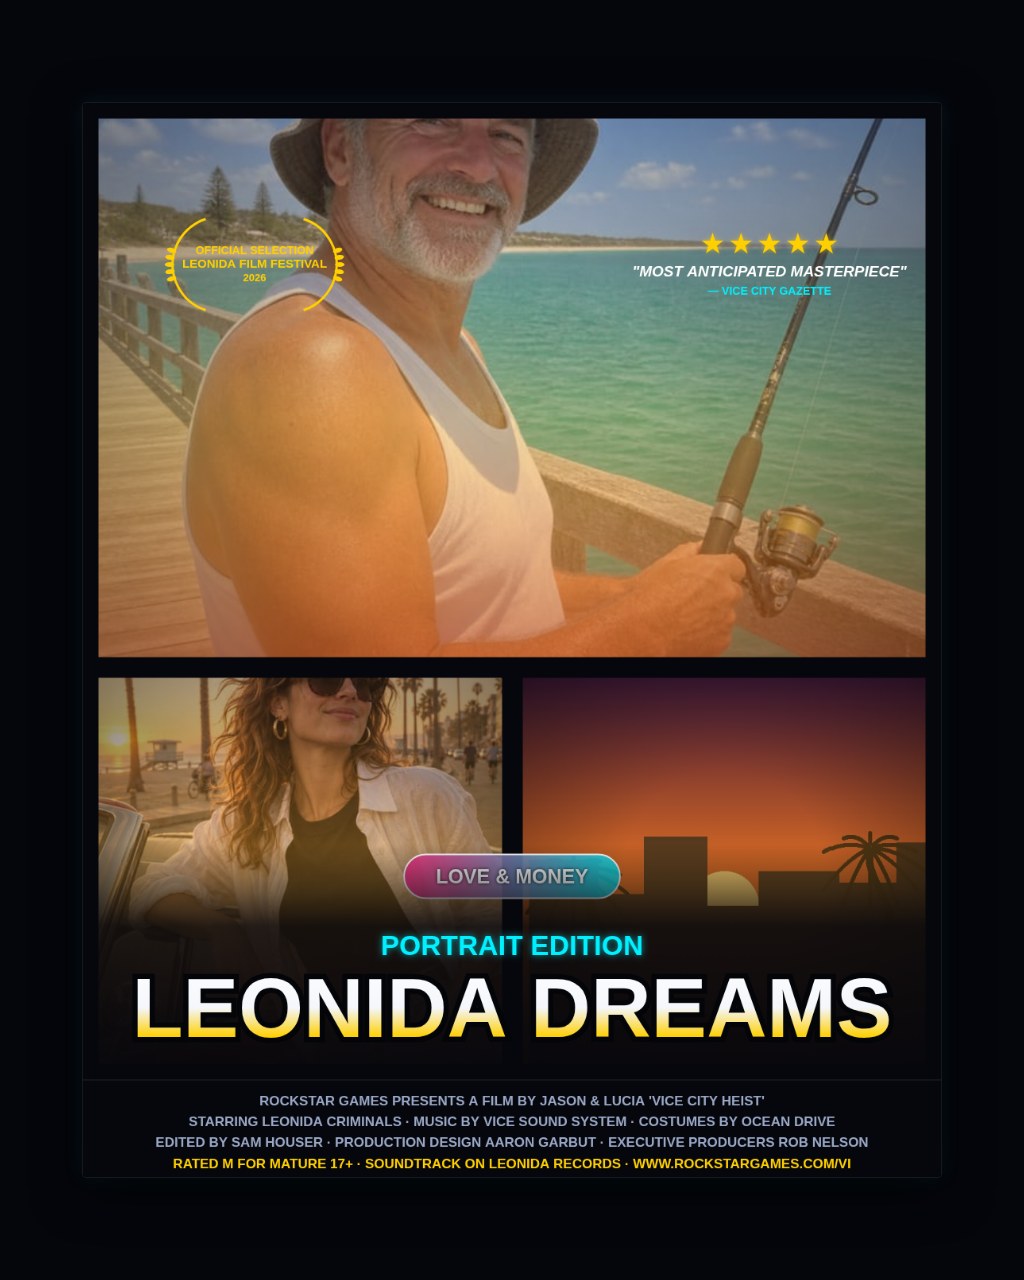 OFFICIAL SELECTION
LEONIDA FILM FESTIVAL
2026
★★★★★
"MOST ANTICIPATED MASTERPIECE"
— VICE CITY GAZETTE
LOVE & MONEY
PORTRAIT EDITION
LEONIDA DREAMS
ROCKSTAR GAMES PRESENTS A FILM BY JASON & LUCIA 'VICE CITY HEIST'
STARRING LEONIDA CRIMINALS · MUSIC BY VICE SOUND SYSTEM · COSTUMES BY OCEAN DRIVE
EDITED BY SAM HOUSER · PRODUCTION DESIGN AARON GARBUT · EXECUTIVE PRODUCERS ROB NELSON
RATED M FOR MATURE 17+ · SOUNDTRACK ON LEONIDA RECORDS · WWW.ROCKSTARGAMES.COM/VI